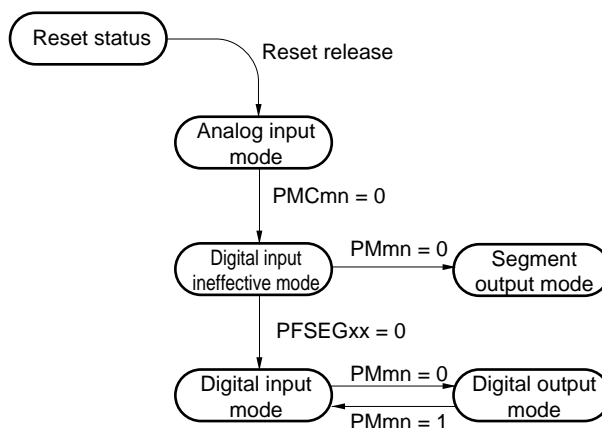 Reset status
Reset release
Analog input
mode
PMCmn = 0
Digital input
ineffective mode
PMmn = 0
Segment
output mode
PFSEGxx = 0
Digital input
mode
PMmn = 0
PMmn = 1
Digital output
mode